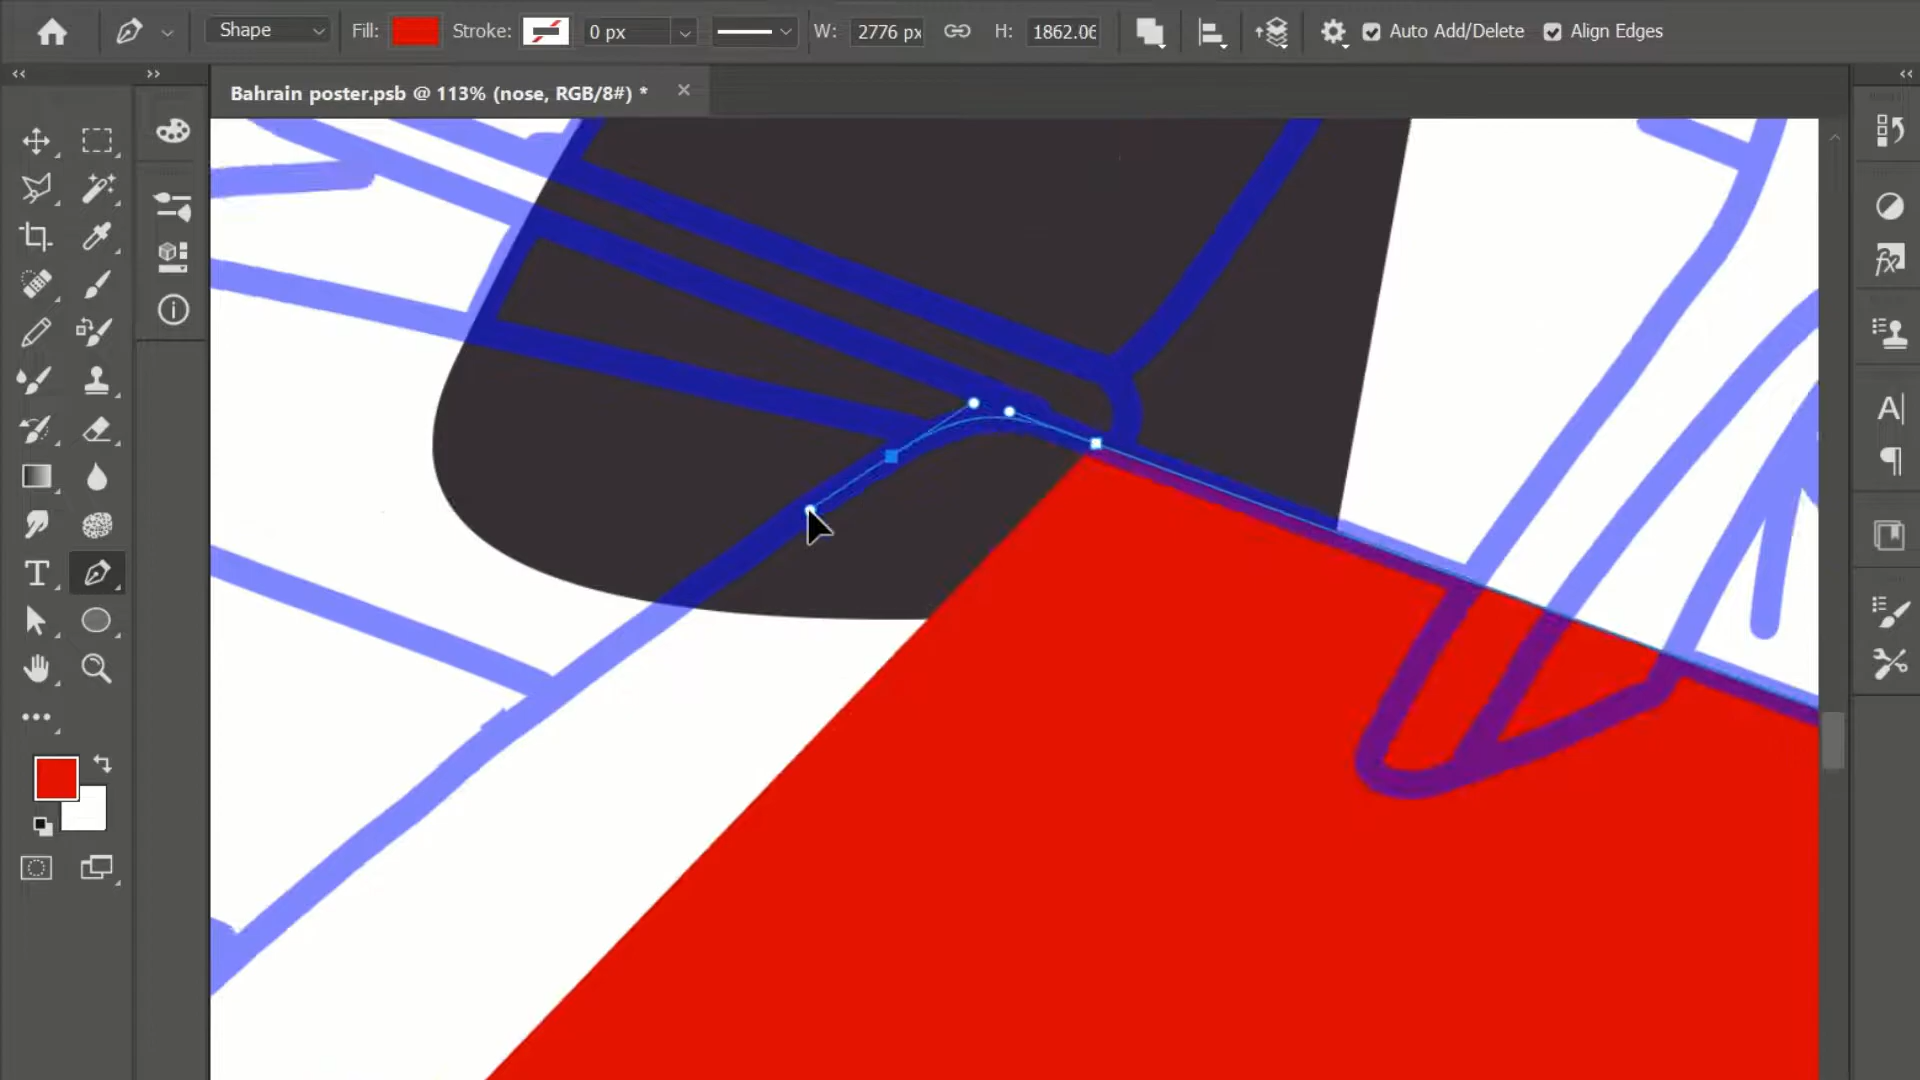 Shape Fill: Stroke: 0 px W: 2776 px H: 1862.06 Auto Add/Delete Align Edges
Bahrain poster.psb @ 113% (nose, RGB/8#) *